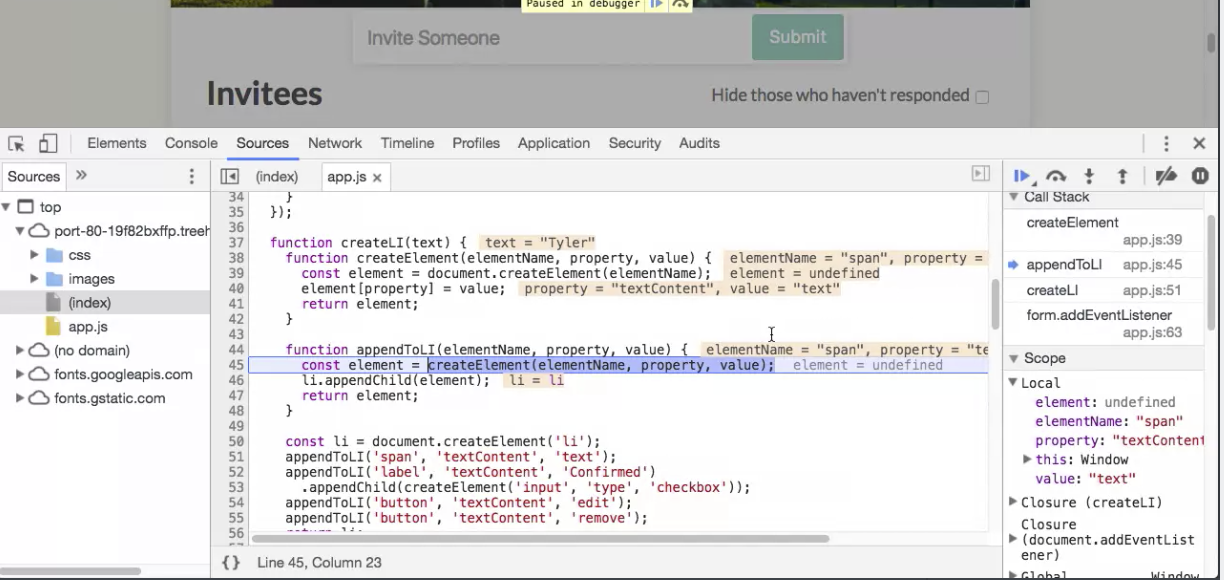 Paused in debugger
Invite Someone
Submit
Invitees
Hide those who haven't responded
Elements Console Sources Network Timeline Profiles Application Security Audits
Sources
(index) app.js
top
port-80-19f82bxffp.treeh
css
images
(index)
app.js
(no domain)
fonts.googleapis.com
fonts.gstatic.com
34 }
35 });
36
37 function createLI(text) { text = "Tyler"
38 function createElement(elementName, property, value) { elementName = "span", property =
39 const element = document.createElement(elementName); element = undefined
40 element[property] = value; property = "textContent", value = "text"
41 return element;
42 }
43
44 function appendToLI(elementName, property, value) { elementName = "span", property = "te
45 const element = createElement(elementName, property, value); element = undefined
46 li.appendChild(element); li = li
47 return element;
48 }
49
50 const li = document.createElement('li');
51 appendToLI('span', 'textContent', 'text');
52 appendToLI('label', 'textContent', 'Confirmed')
53 .appendChild(createElement('input', 'type', 'checkbox'));
54 appendToLI('button', 'textContent', 'edit');
55 appendToLI('button', 'textContent', 'remove');
56 return li;
{} Line 45, Column 23
Call Stack
createElement
app.js:39
appendToLI app.js:45
createLI app.js:51
form.addEventListener
app.js:63
Scope
Local
element: undefined
elementName: "span"
property: "textContent
this: Window
value: "text"
Closure (createLI)
Closure
(document.addEventList
ener)
Global Window